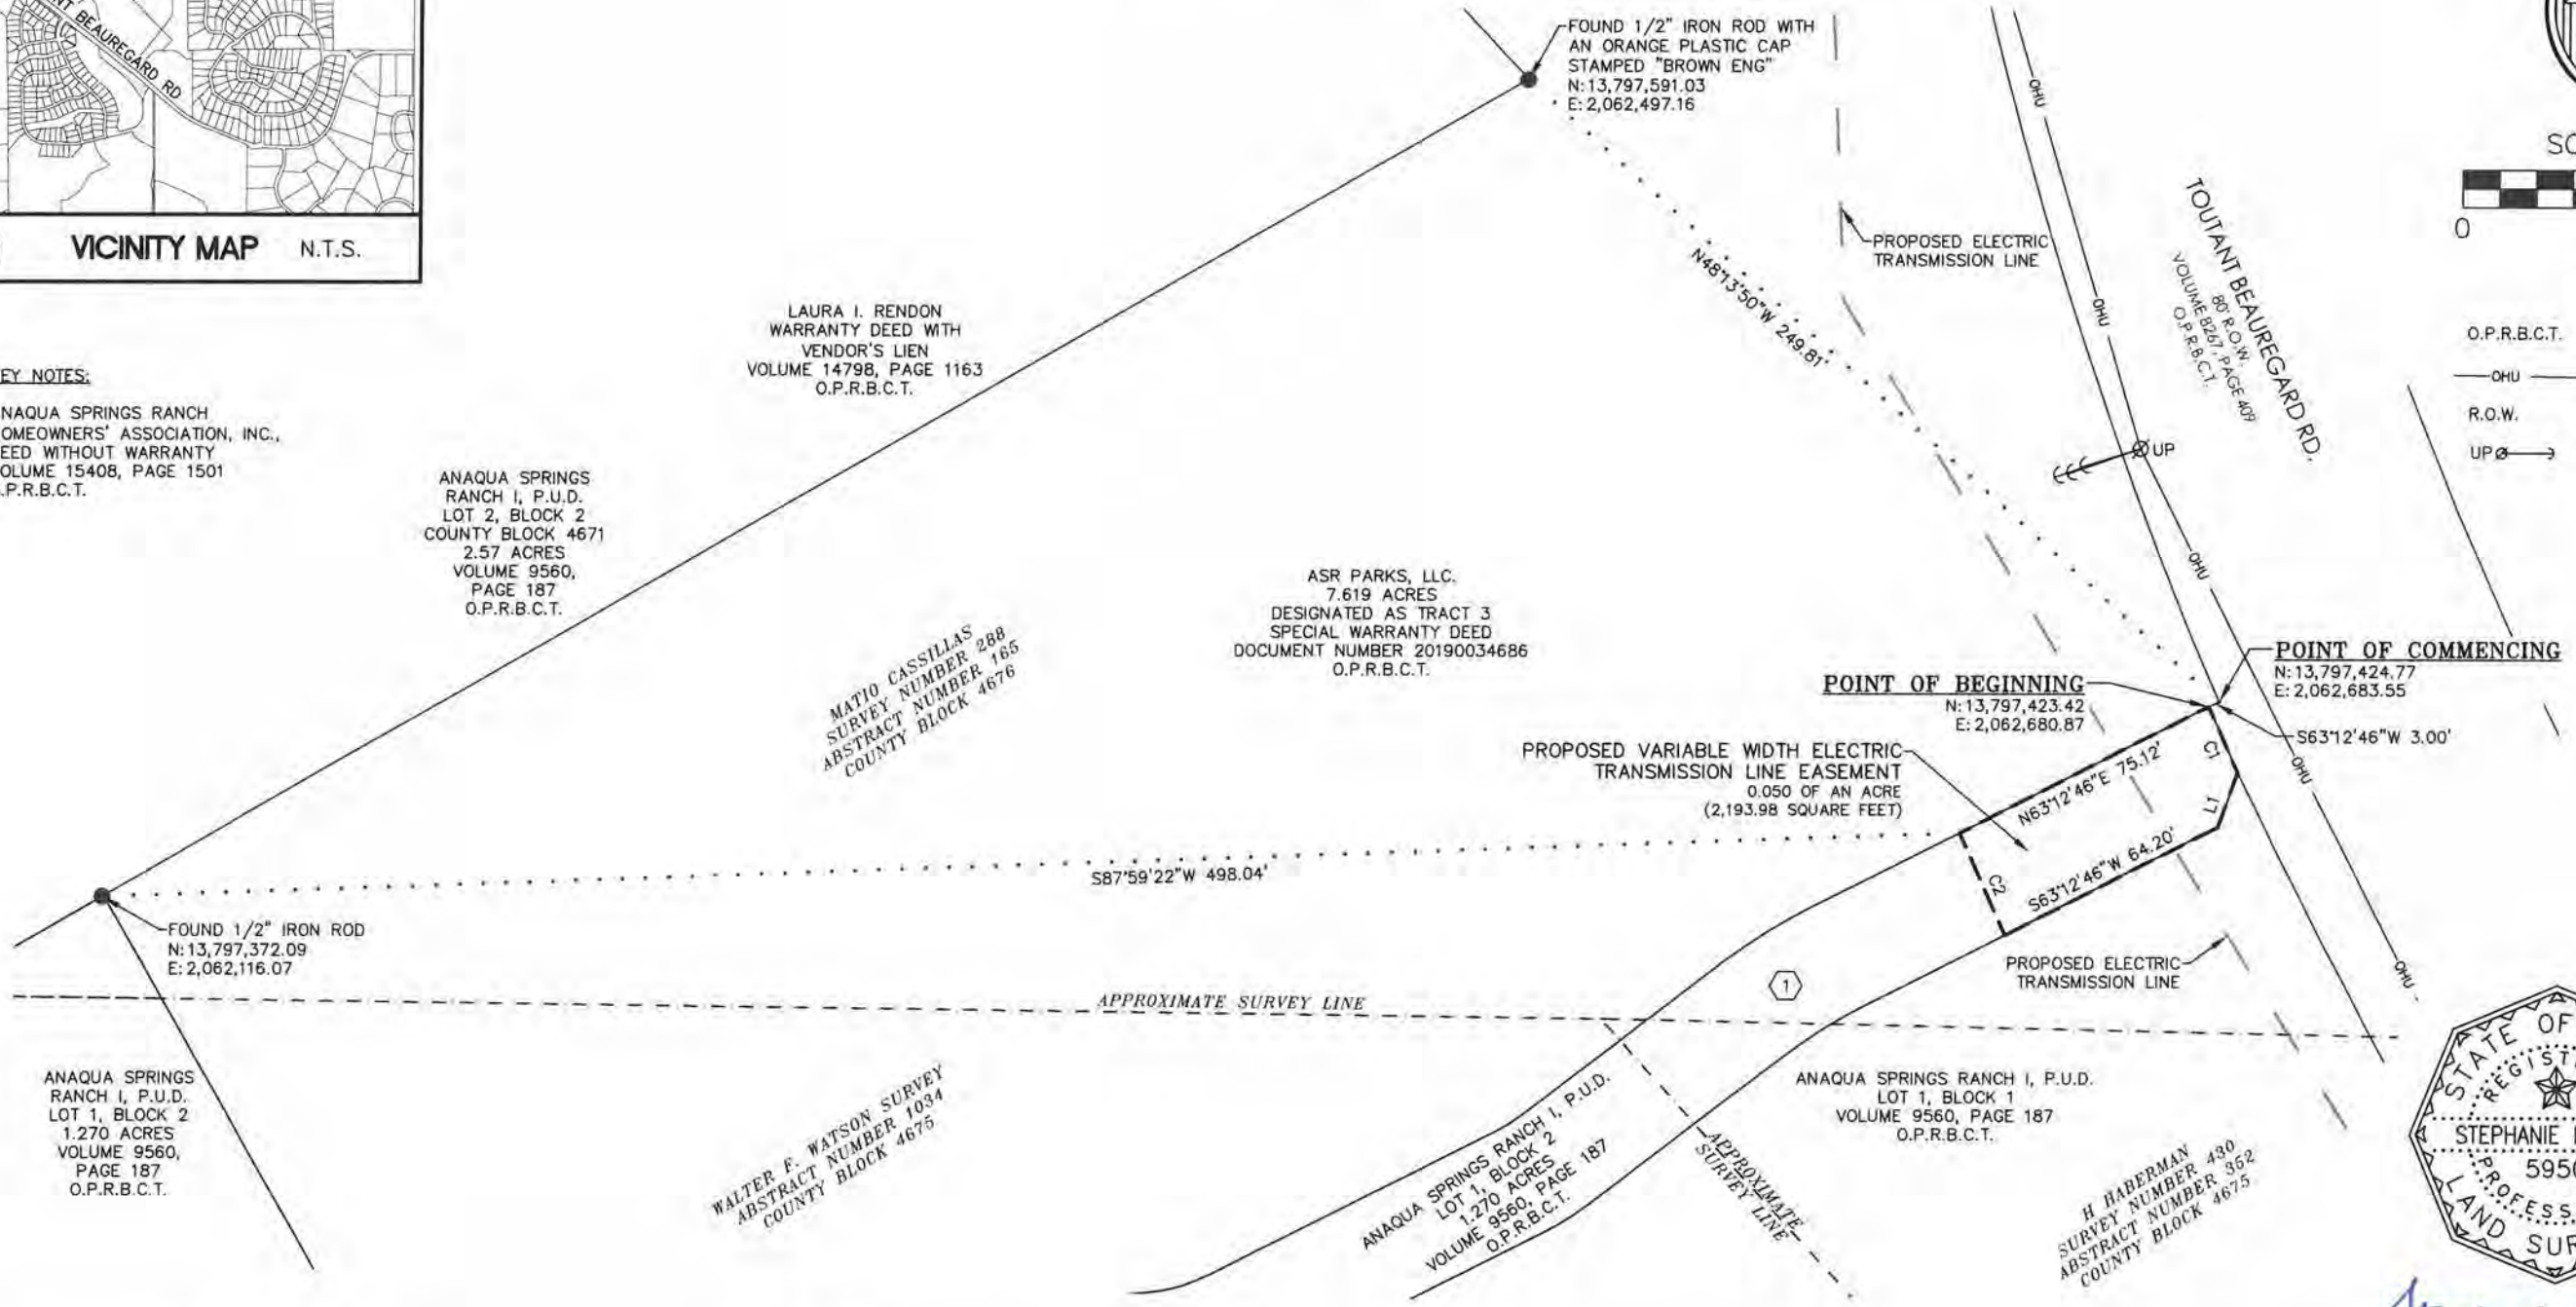 BEAUREGARD RD
VICINITY MAP N.T.S.
NOTES:
SPRINGS RANCH
ASSOCIATION, INC.,
WITHOUT WARRANTY
15408, PAGE 1501
ANAQUA SPRINGS
RANCH I, P.U.D.
LOT 2, BLOCK 2
COUNTY BLOCK 4671
2.57 ACRES
VOLUME 9560,
PAGE 187
O.P.R.B.C.T.
LAURA I. RENDON
WARRANTY DEED WITH
VENDOR'S LIEN
VOLUME 14798, PAGE 1163
O.P.R.B.C.T.
FOUND 1/2" IRON ROD WITH
AN ORANGE PLASTIC CAP
STAMPED "BROWN ENG"
N:13,797,591.03
E:2,062,497.16
N48°13'50"W 249.81'
PROPOSED ELECTRIC
TRANSMISSION LINE
OHU
OHU
OHU
OHU
OHU
UP
TOUTANT BEAUREGARD RD.
80' R.O.W.
VOLUME 8267, PAGE 409
O.P.R.B.C.T.
0
O.P.R.B.C.T.
OHU
R.O.W.
UP
MATIO CASSILLAS
SURVEY NUMBER 288
ABSTRACT NUMBER 165
COUNTY BLOCK 4676
ASR PARKS, LLC.
7.619 ACRES
DESIGNATED AS TRACT 3
SPECIAL WARRANTY DEED
DOCUMENT NUMBER 20190034686
O.P.R.B.C.T.
POINT OF COMMENCING
N:13,797,424.77
E:2,062,683.55
POINT OF BEGINNING
N:13,797,423.42
E:2,062,680.87
S63°12'46"W 3.00'
PROPOSED VARIABLE WIDTH ELECTRIC
TRANSMISSION LINE EASEMENT
0.050 OF AN ACRE
(2,193.98 SQUARE FEET)
N63°12'46"E 75.12'
C1
L1
S63°12'46"W 64.20'
C2
S87°59'22"W 498.04'
FOUND 1/2" IRON ROD
N:13,797,372.09
E:2,062,116.07
PROPOSED ELECTRIC
TRANSMISSION LINE
1
APPROXIMATE SURVEY LINE
ANAQUA SPRINGS
RANCH I, P.U.D.
LOT 1, BLOCK 2
1.270 ACRES
VOLUME 9560,
PAGE 187
O.P.R.B.C.T.
WALTER F. WATSON SURVEY
ABSTRACT NUMBER 1034
COUNTY BLOCK 4675
ANAQUA SPRINGS RANCH I, P.U.D.
LOT 1, BLOCK 2
1.270 ACRES
VOLUME 9560, PAGE 187
O.P.R.B.C.T.
APPROXIMATE
SURVEY LINE
ANAQUA SPRINGS RANCH I, P.U.D.
LOT 1, BLOCK 1
VOLUME 9560, PAGE 187
O.P.R.B.C.T.
H HABERMAN
SURVEY NUMBER 430
ABSTRACT NUMBER 352
COUNTY BLOCK 4675
STATE OF
STEPHANIE
LAND